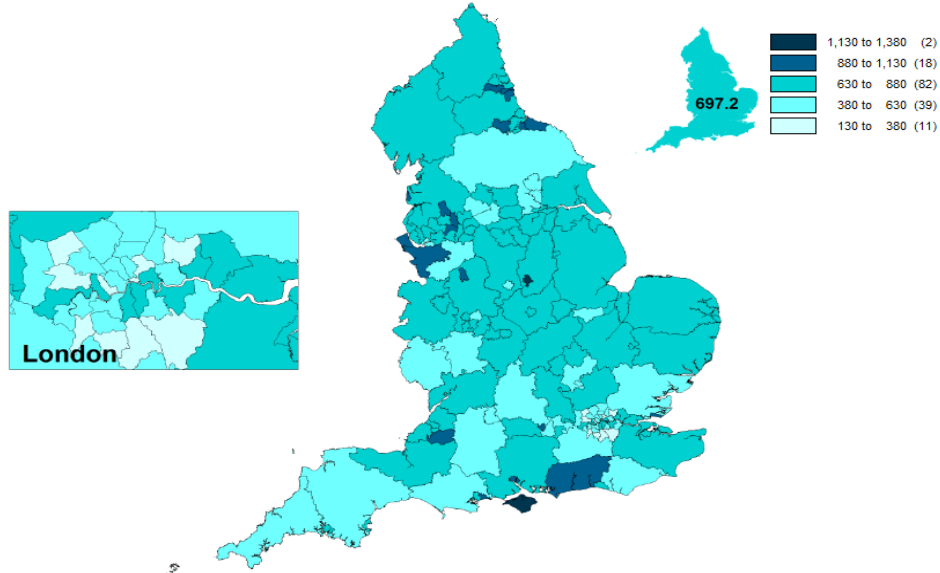 1,130 to 1,380 (2)
880 to 1,130 (18)
697.2
630 to 880 (82)
380 to 630 (39)
130 to 380 (11)
London